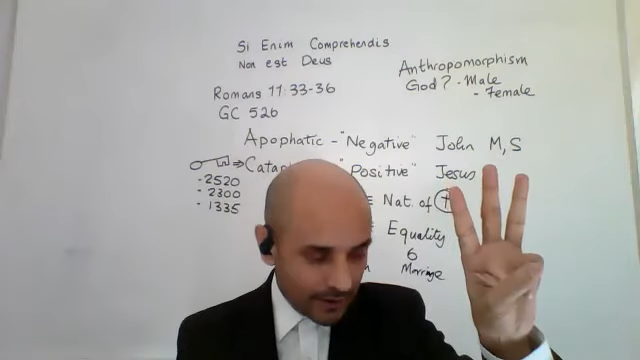 Si Enim Comprehendis
Non est Deus
Anthropomorphism
God? - Male
- Female
Romans 11:33-36
GC 526
Apophatic - "Negative" John M, S
"Positive" Jesus
- 2520
- 2300
- 1335
Nat. of
Equality
6
Marrige